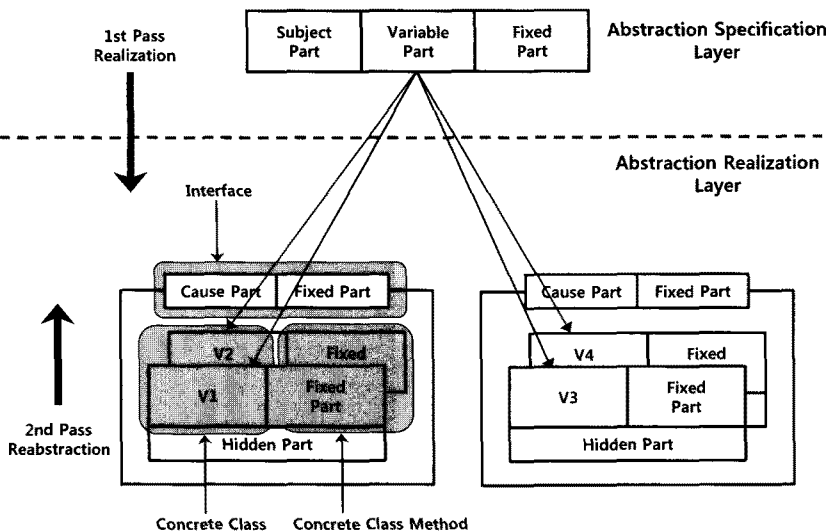 1st Pass
Realization
Subject
Part
Variable
Part
Fixed
Part
Abstraction Specification
Layer
Abstraction Realization
Layer
Interface
Cause Part
Fixed Part
V2
Fixed
V1
Fixed
Part
Hidden Part
Cause Part
Fixed Part
V4
Fixed
V3
Fixed
Part
Hidden Part
2nd Pass
Reabstraction
Concrete Class
Concrete Class Method